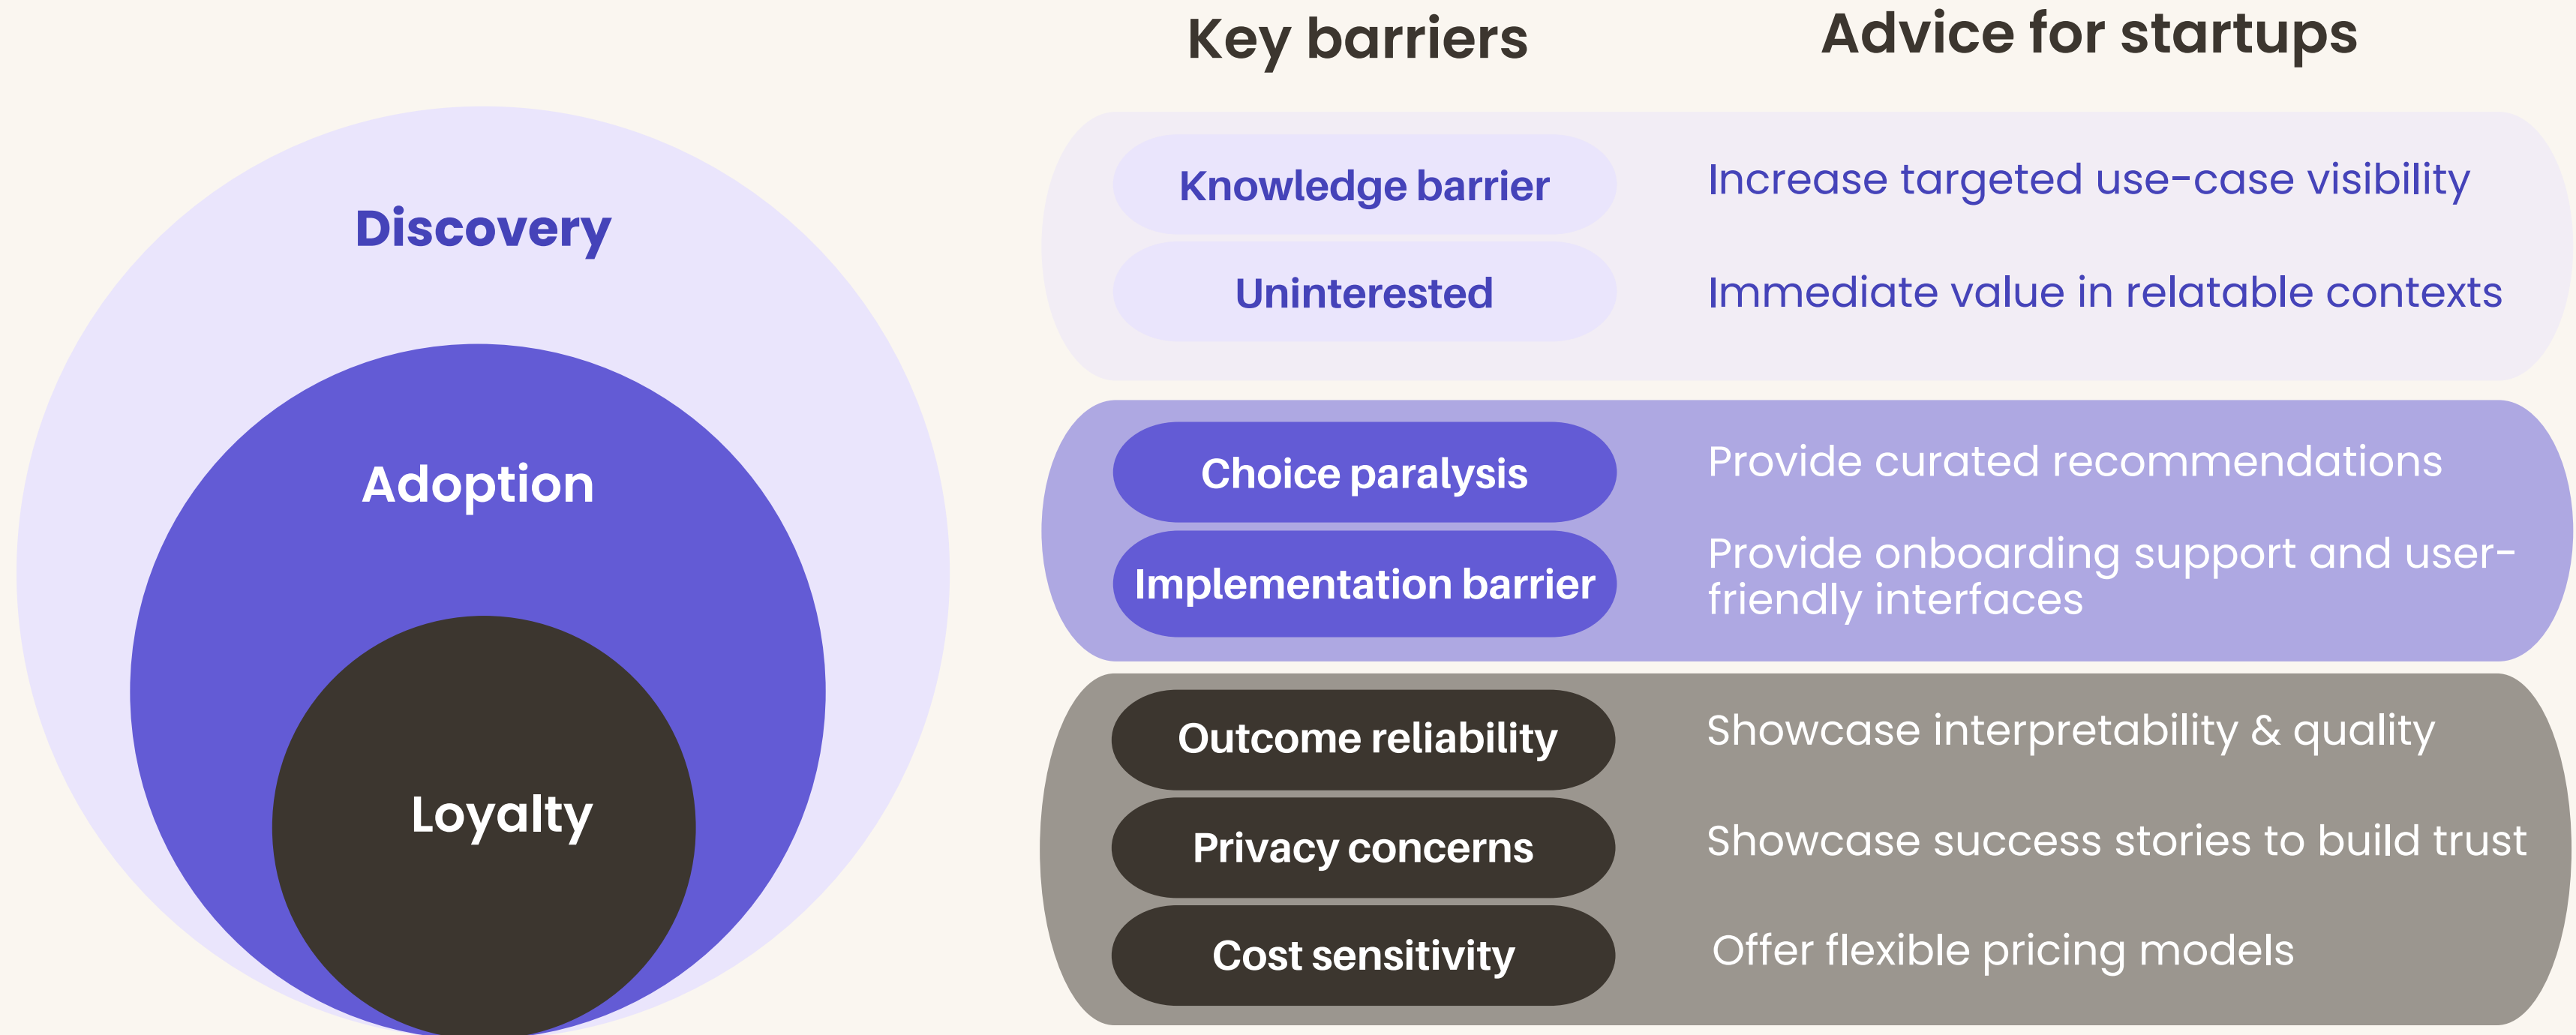 Key barriers
Advice for startups
Discovery
Knowledge barrier
Increase targeted use-case visibility
Uninterested
Immediate value in relatable contexts
Adoption
Choice paralysis
Provide curated recommendations
Implementation barrier
Provide onboarding support and user-
friendly interfaces
Loyalty
Outcome reliability
Showcase interpretability & quality
Privacy concerns
Showcase success stories to build trust
Cost sensitivity
Offer flexible pricing models